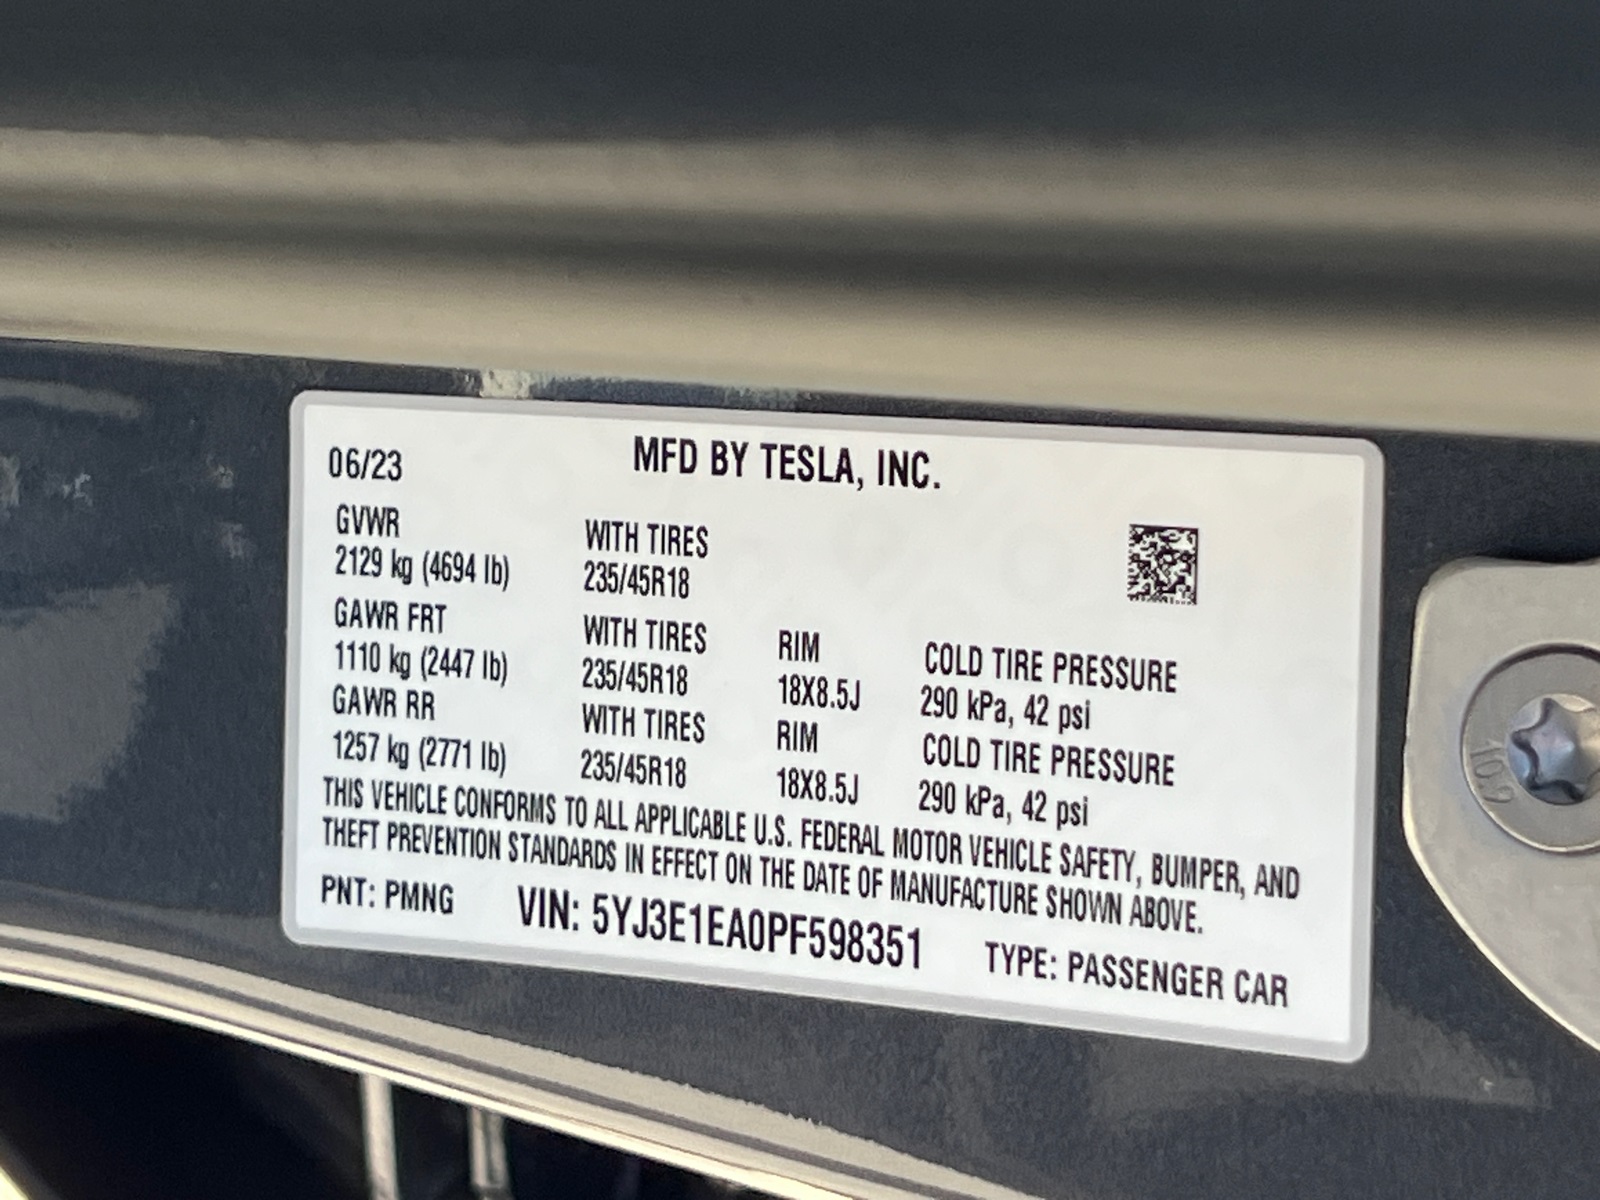 06/23 MFD BY TESLA, INC.
GVWR WITH TIRES
2129 kg (4694 lb) 235/45R18
GAWR FRT WITH TIRES RIM COLD TIRE PRESSURE
1110 kg (2447 lb) 235/45R18 18X8.5J 290 kPa, 42 psi
GAWR RR WITH TIRES RIM COLD TIRE PRESSURE
1257 kg (2771 lb) 235/45R18 18X8.5J 290 kPa, 42 psi
THIS VEHICLE CONFORMS TO ALL APPLICABLE U.S. FEDERAL MOTOR VEHICLE SAFETY, BUMPER, AND
THEFT PREVENTION STANDARDS IN EFFECT ON THE DATE OF MANUFACTURE SHOWN ABOVE.
PNT: PMNG VIN: 5YJ3E1EA0PF598351 TYPE: PASSENGER CAR
10.9